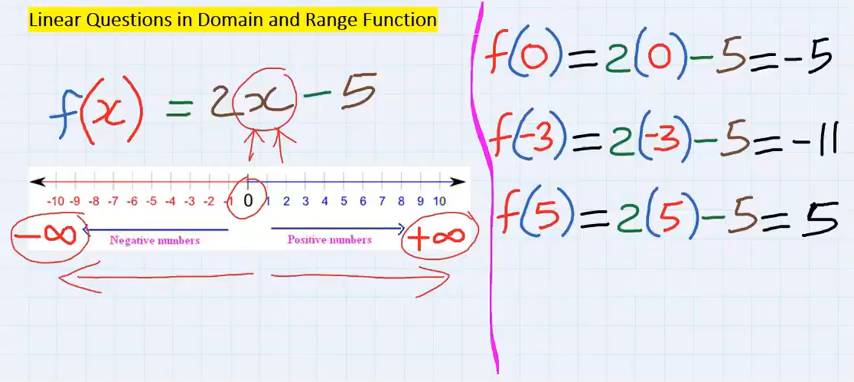 Linear Questions in Domain and Range Function
f(x) = 2x - 5
-10 -9 -8 -7 -6 -5 -4 -3 -2 -1 0 1 2 3 4 5 6 7 8 9 10
-∞ Negative numbers Positive numbers +∞
f(0) = 2(0) - 5 = -5
f(-3) = 2(-3) - 5 = -11
f(5) = 2(5) - 5 = 5